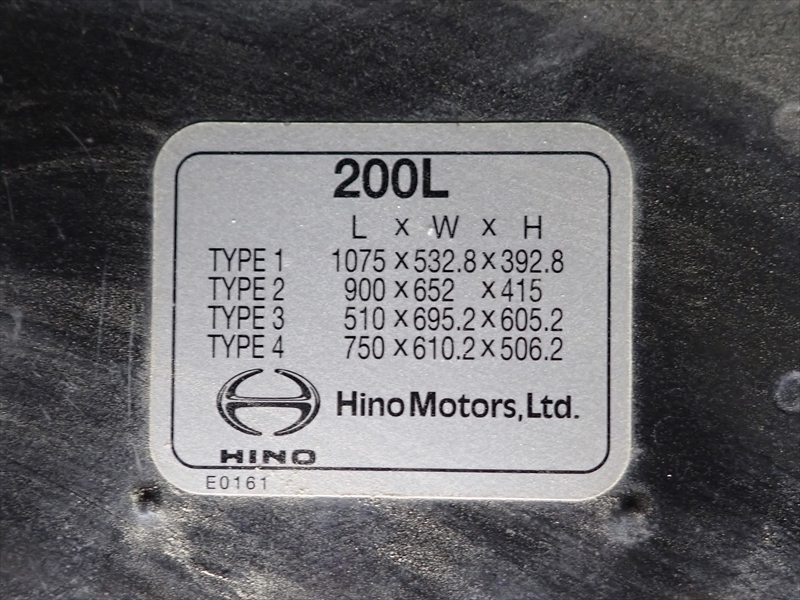 200L
L x W x H
TYPE 1 1075 x 532.8 x 392.8
TYPE 2 900 x 652 x 415
TYPE 3 510 x 695.2 x 605.2
TYPE 4 750 x 610.2 x 506.2
Hino Motors, Ltd.
HINO
E0161